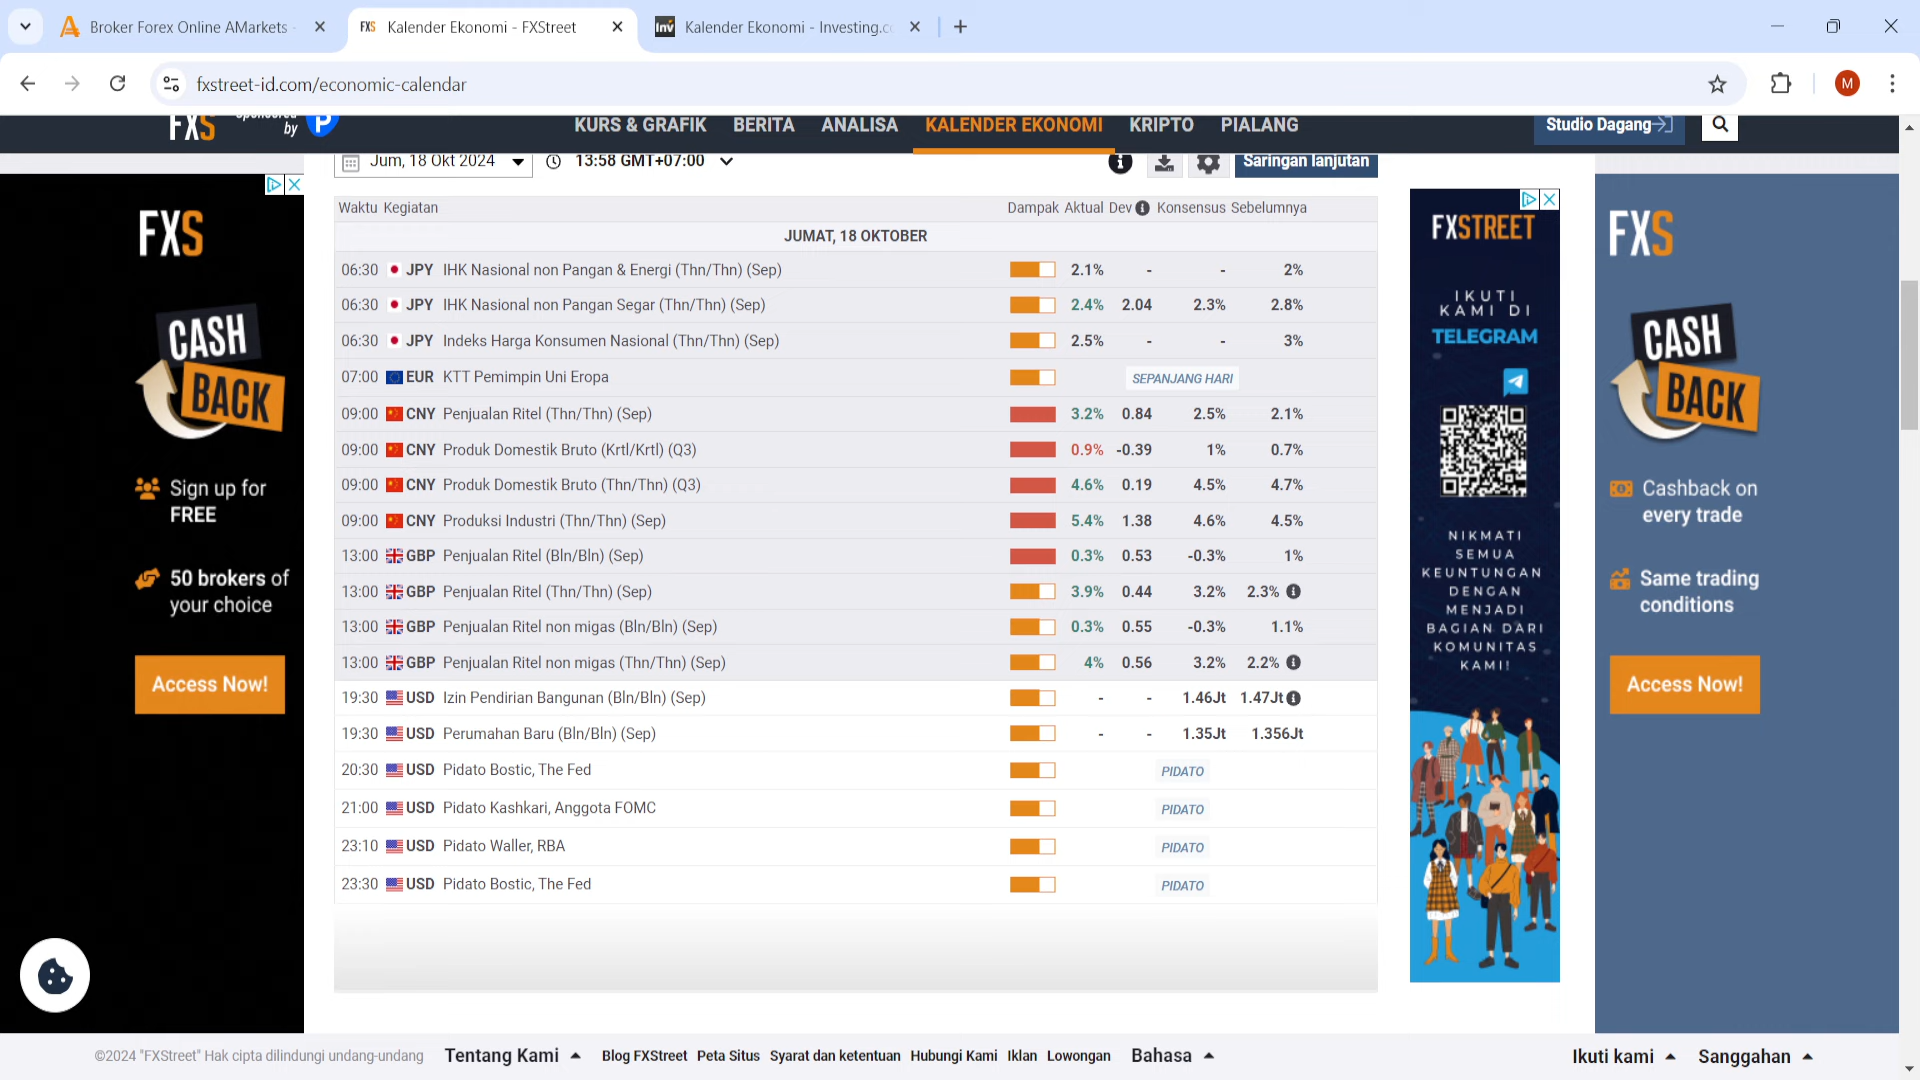 Broker Forex Online AMarkets -
FXS Kalender Ekonomi - FXStreet
Inv Kalender Ekonomi - Investing.c
fxstreet-id.com/economic-calendar
M
FXS
Sponsored by P
KURS & GRAFIK BERITA ANALISA KALENDER EKONOMI KRIPTO PIALANG
Studio Dagang
Jum, 18 Okt 2024 13:58 GMT+07:00 Saringan lanjutan
Waktu Kegiatan Dampak Aktual Dev Konsensus Sebelumnya
JUMAT, 18 OKTOBER
06:30 JPY IHK Nasional non Pangan & Energi (Thn/Thn) (Sep) 2.1% - - 2%
06:30 JPY IHK Nasional non Pangan Segar (Thn/Thn) (Sep) 2.4% 2.04 2.3% 2.8%
06:30 JPY Indeks Harga Konsumen Nasional (Thn/Thn) (Sep) 2.5% - - 3%
07:00 EUR KTT Pemimpin Uni Eropa SEPANJANG HARI
09:00 CNY Penjualan Ritel (Thn/Thn) (Sep) 3.2% 0.84 2.5% 2.1%
09:00 CNY Produk Domestik Bruto (Krtl/Krtl) (Q3) 0.9% -0.39 1% 0.7%
09:00 CNY Produk Domestik Bruto (Thn/Thn) (Q3) 4.6% 0.19 4.5% 4.7%
09:00 CNY Produksi Industri (Thn/Thn) (Sep) 5.4% 1.38 4.6% 4.5%
13:00 GBP Penjualan Ritel (Bln/Bln) (Sep) 0.3% 0.53 -0.3% 1%
13:00 GBP Penjualan Ritel (Thn/Thn) (Sep) 3.9% 0.44 3.2% 2.3%
13:00 GBP Penjualan Ritel non migas (Bln/Bln) (Sep) 0.3% 0.55 -0.3% 1.1%
13:00 GBP Penjualan Ritel non migas (Thn/Thn) (Sep) 4% 0.56 3.2% 2.2%
19:30 USD Izin Pendirian Bangunan (Bln/Bln) (Sep) - - 1.46Jt 1.47Jt
19:30 USD Perumahan Baru (Bln/Bln) (Sep) - - 1.35Jt 1.356Jt
20:30 USD Pidato Bostic, The Fed PIDATO
21:00 USD Pidato Kashkari, Anggota FOMC PIDATO
23:10 USD Pidato Waller, RBA PIDATO
23:30 USD Pidato Bostic, The Fed PIDATO
FXS
CASH
BACK
Sign up for
FREE
50 brokers of
your choice
Access Now!
FXSTREET
IKUTI
KAMI DI
TELEGRAM
NIKMATI
SEMUA
KEUNTUNGAN
DENGAN
MENJADI
BAGIAN DARI
KOMUNITAS
KAMI!
FXS
CASH
BACK
Cashback on
every trade
Same trading
conditions
Access Now!
©2024 "FXStreet" Hak cipta dilindungi undang-undang Tentang Kami Blog FXStreet Peta Situs Syarat dan ketentuan Hubungi Kami Iklan Lowongan Bahasa Ikuti kami Sanggahan